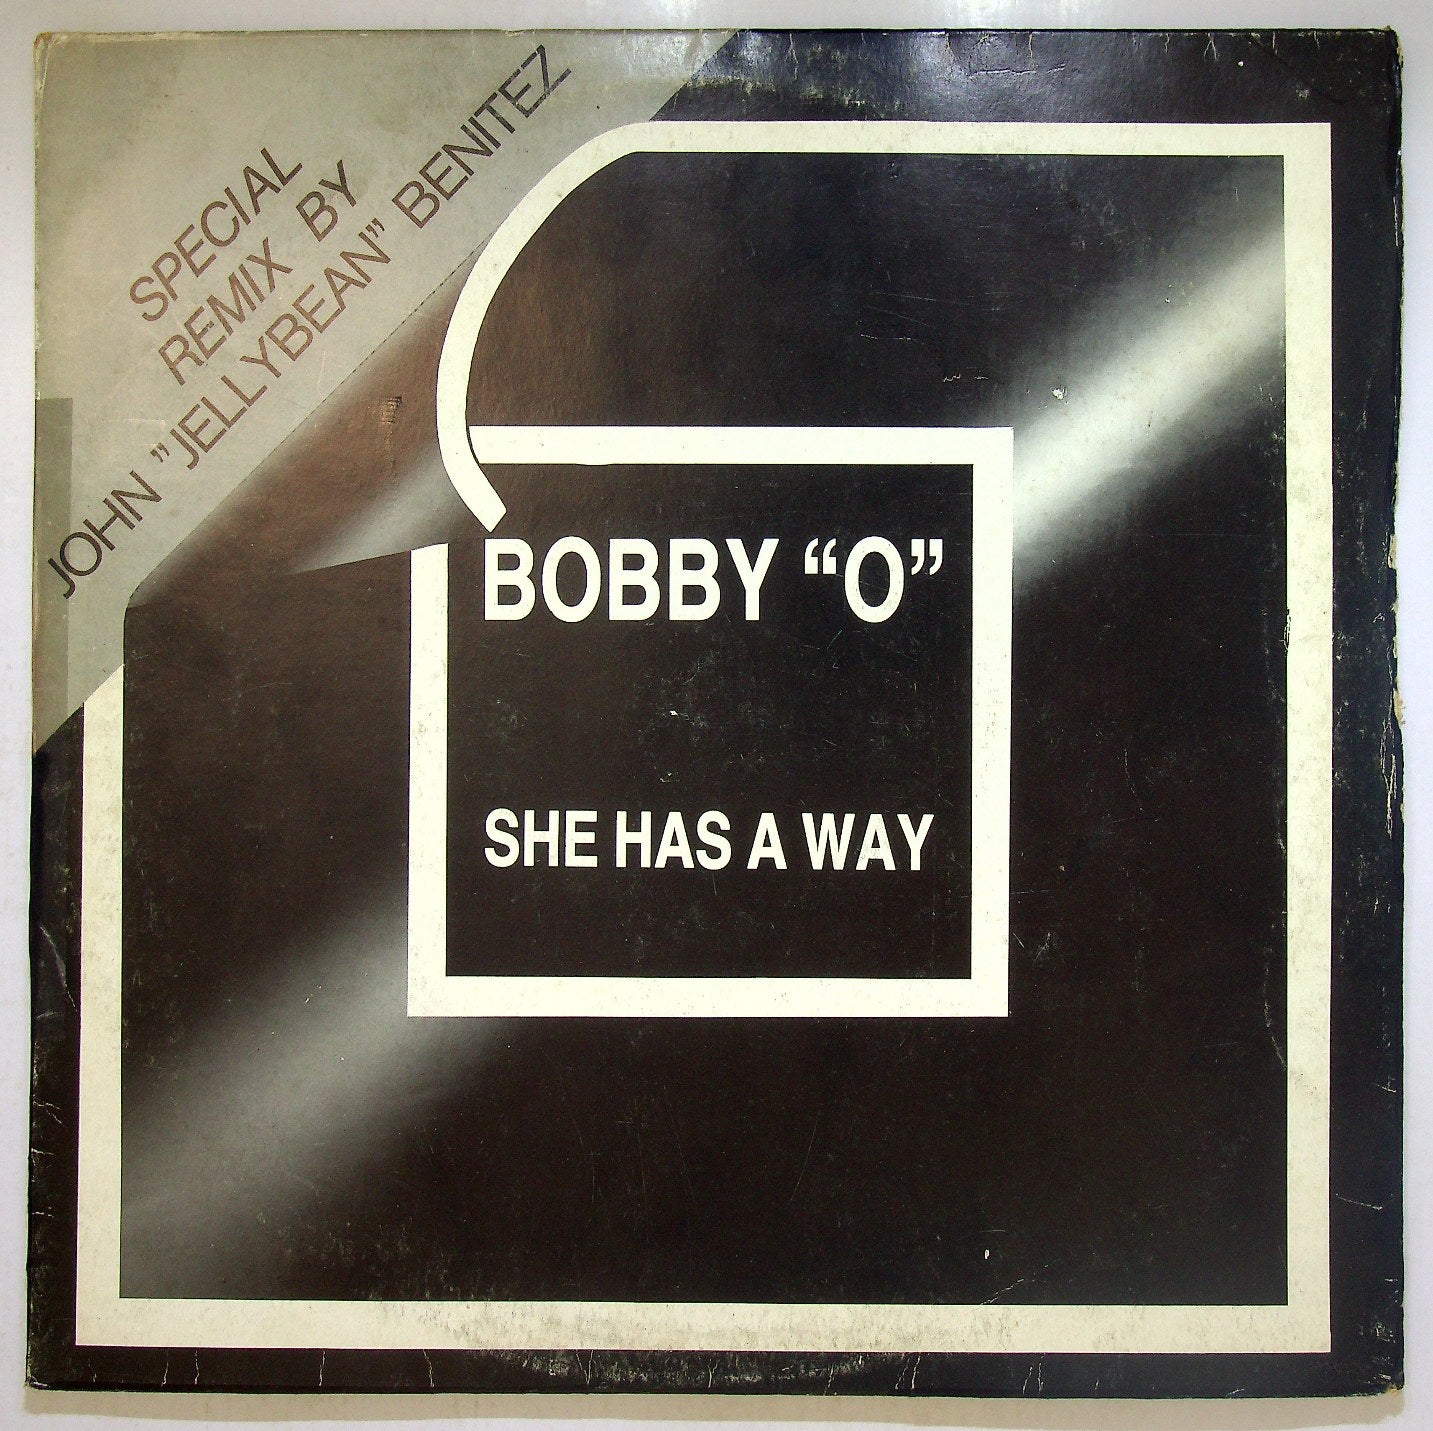 SPECIAL
REMIX BY
JOHN ”JELLYBEAN” BENITEZ
BOBBY “O”
SHE HAS A WAY